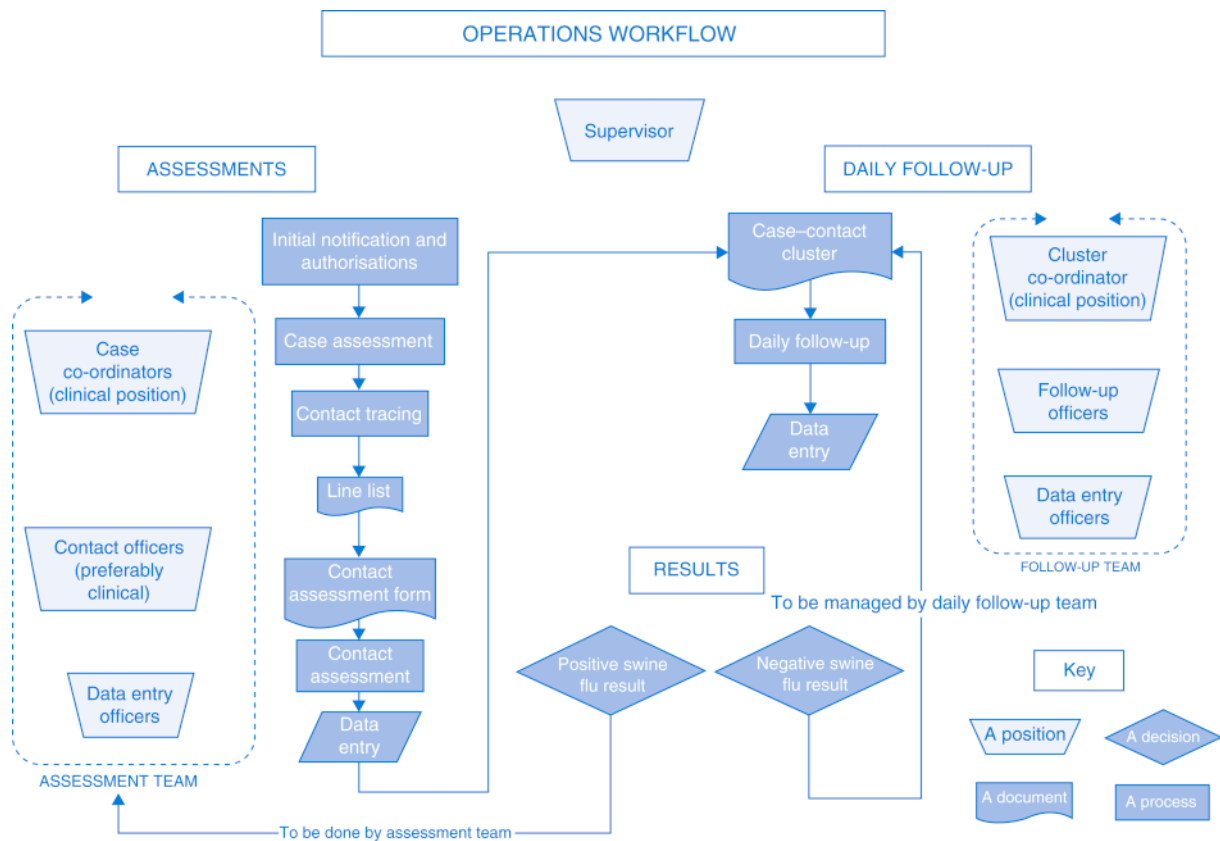 OPERATIONS WORKFLOW
Supervisor
ASSESSMENTS
DAILY FOLLOW-UP
Initial notification and
authorisations
Case assessment
Contact tracing
Line list
Contact
assessment form
Contact
assessment
Data
entry
Case
co-ordinators
(clinical position)
Contact officers
(preferably
clinical)
Data entry
officers
ASSESSMENT TEAM
To be done by assessment team
Case–contact
cluster
Daily follow-up
Data
entry
Cluster
co-ordinator
(clinical position)
Follow-up
officers
Data entry
officers
FOLLOW-UP TEAM
RESULTS
To be managed by daily follow-up team
Positive swine
flu result
Negative swine
flu result
Key
A position
A decision
A document
A process